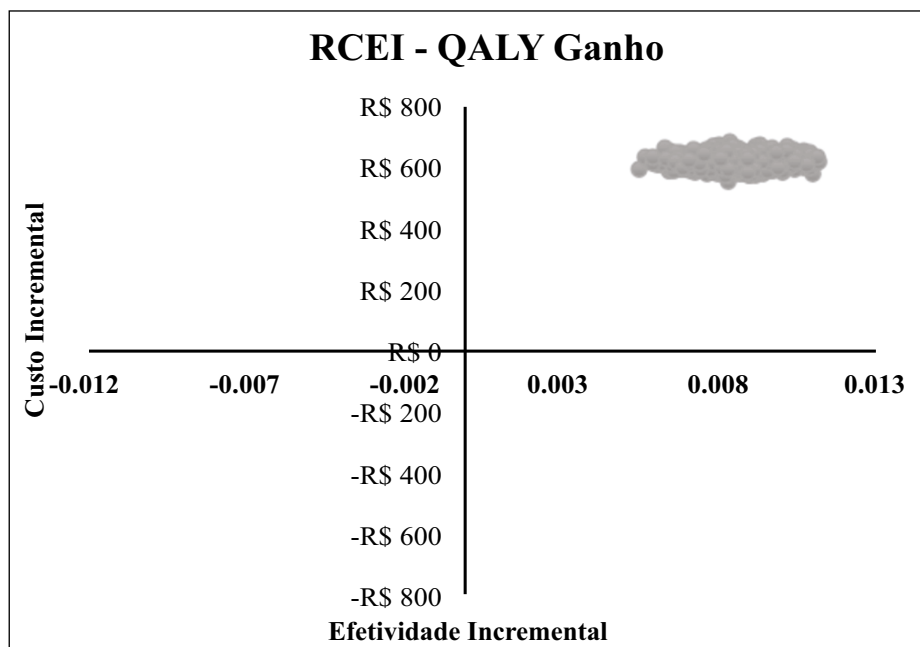 RCEI - QALY Ganho
R$ 800
R$ 600
R$ 400
R$ 200
R$ 0
-0.012 -0.007 -0.002 0.003 0.008 0.013
-R$ 200
-R$ 400
-R$ 600
-R$ 800
Custo Incremental
Efetividade Incremental